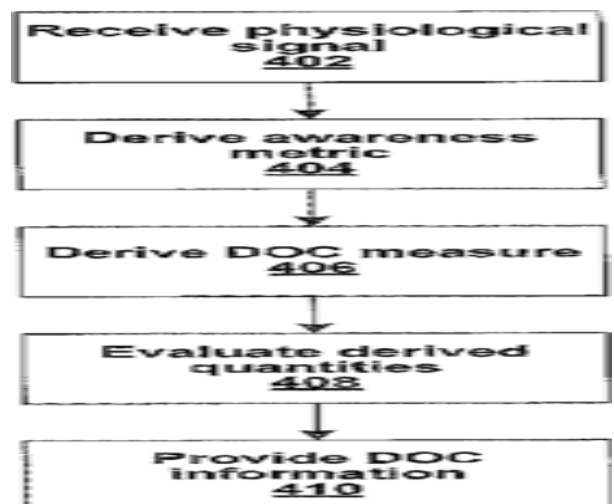 Receive physiological
signal
402
Derive awareness
metric
404
Derive DOC measure
406
Evaluate derived
quantities
408
Provide DOC
information
410